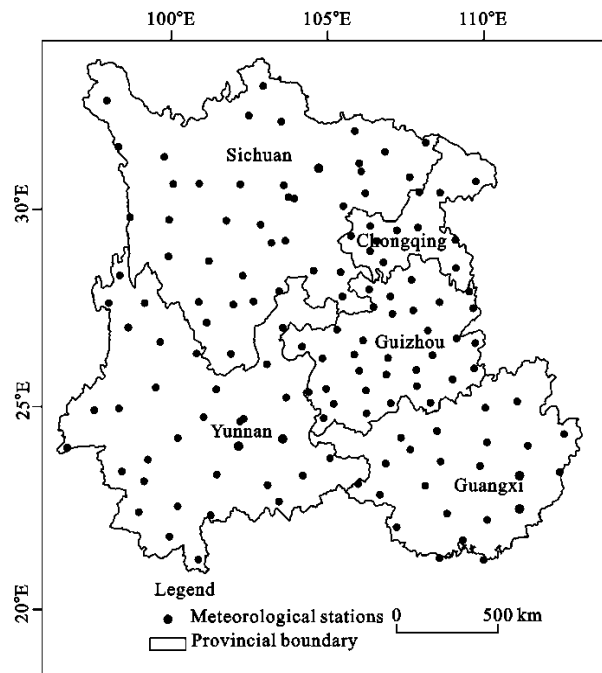 100°E 105°E 110°E
30°E
25°E
20°E
Sichuan
Chongqing
Guizhou
Yunnan
Guangxi
Legend
Meteorological stations
Provincial boundary
0 500 km